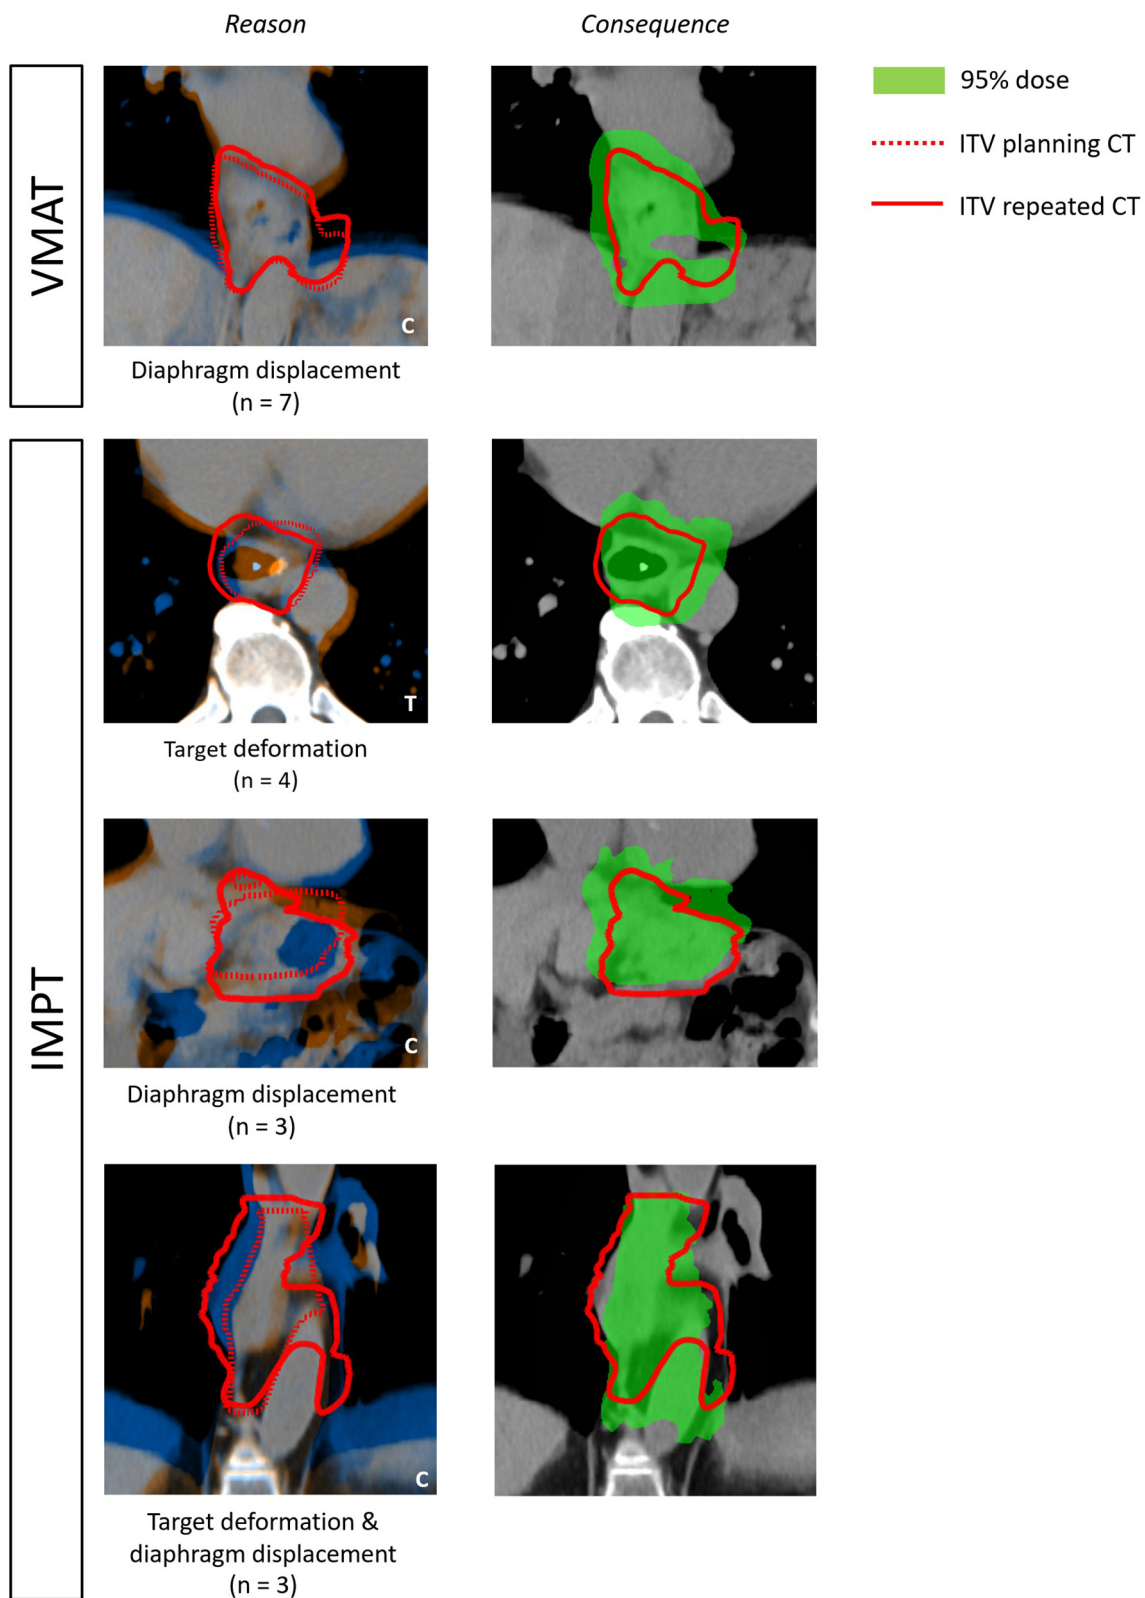 Reason
Consequence
VMAT
95% dose
ITV planning CT
ITV repeated CT
C
Diaphragm displacement
(n = 7)
IMPT
T
Target deformation
(n = 4)
C
Diaphragm displacement
(n = 3)
C
Target deformation &
diaphragm displacement
(n = 3)